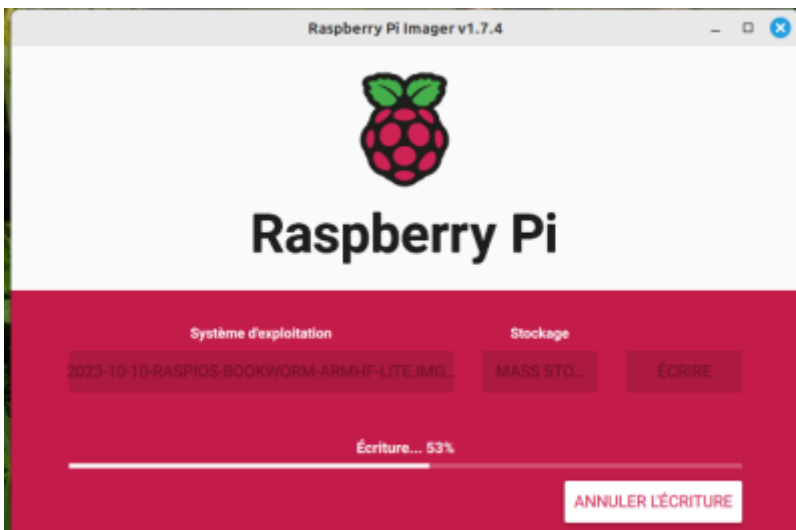 Raspberry Pi Imager v1.7.4
Raspberry Pi
Système d'exploitation Stockage
2023-10-10-RASPIOS-BOOKWORM-ARMHF-LITE.IMG... MASS STO... ÉCRIRE
Écriture... 53%
ANNULER L'ÉCRITURE